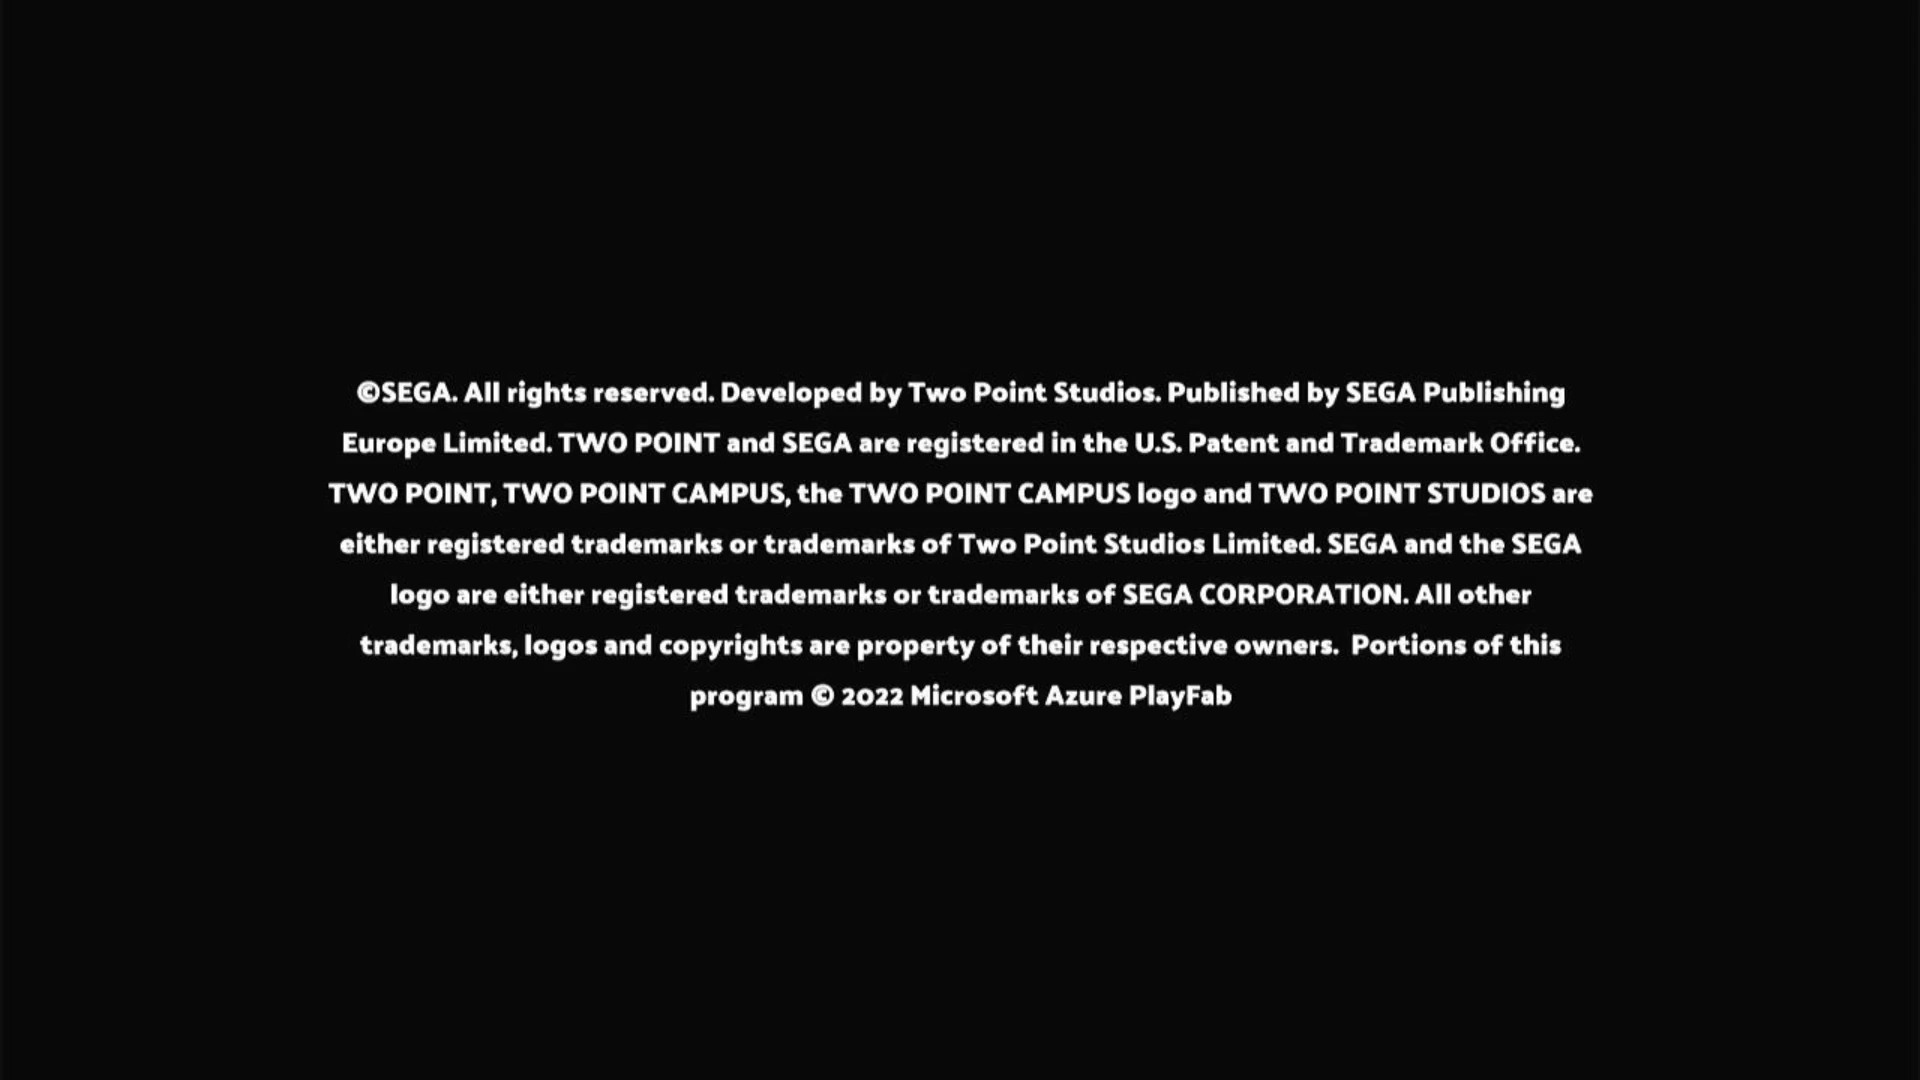 ©SEGA. All rights reserved. Developed by Two Point Studios. Published by SEGA Publishing
Europe Limited. TWO POINT and SEGA are registered in the U.S. Patent and Trademark Office.
TWO POINT, TWO POINT CAMPUS, the TWO POINT CAMPUS logo and TWO POINT STUDIOS are
either registered trademarks or trademarks of Two Point Studios Limited. SEGA and the SEGA
logo are either registered trademarks or trademarks of SEGA CORPORATION. All other
trademarks, logos and copyrights are property of their respective owners.  Portions of this
program © 2022 Microsoft Azure PlayFab